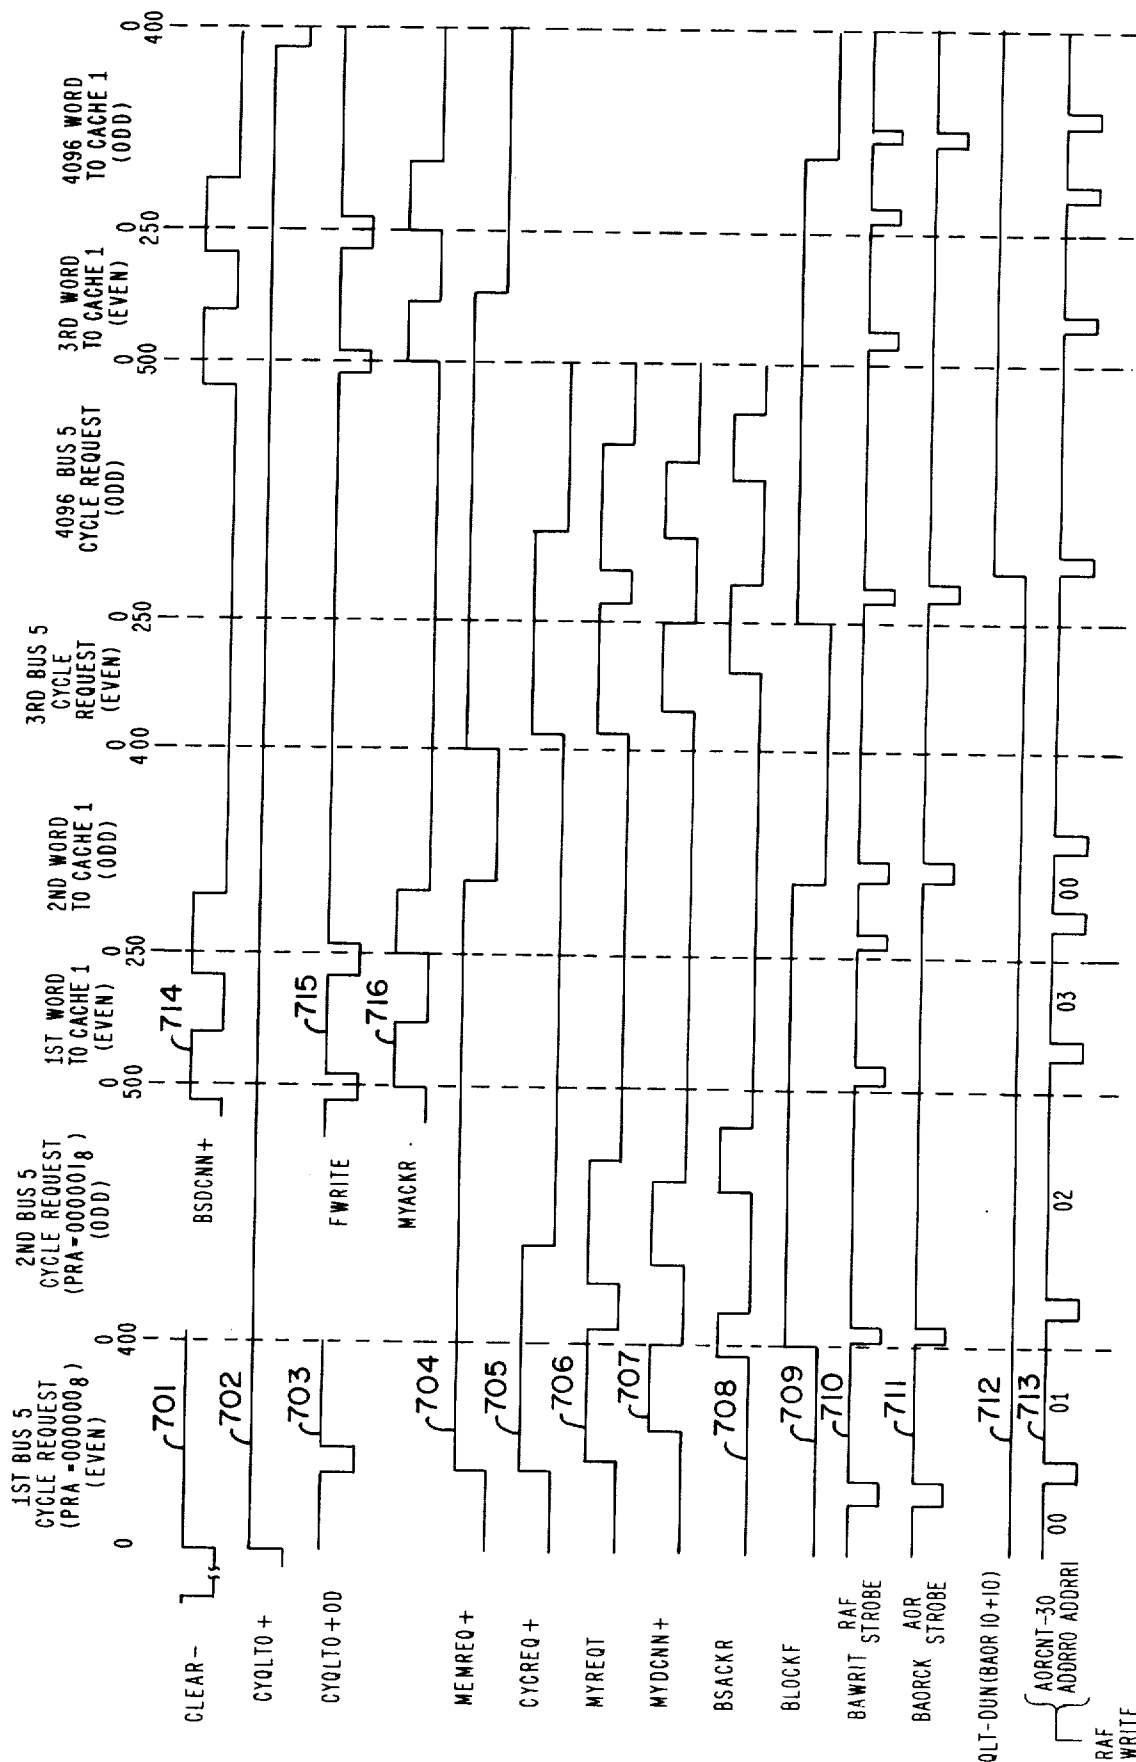 1ST BUS 5
CYCLE REQUEST
(PRA=000000₈)
(EVEN)
2ND BUS 5
CYCLE REQUEST
(PRA=000001₈)
(ODD)
1ST WORD
TO CACHE 1
(EVEN)
2ND WORD
TO CACHE 1
(ODD)
3RD BUS 5
CYCLE
REQUEST
(EVEN)
4096 BUS 5
CYCLE REQUEST
(ODD)
3RD WORD
TO CACHE 1
(EVEN)
4096 WORD
TO CACHE 1
(ODD)
0
0
400
0
500
0
250
0
400
0
250
0
500
0
250
0
400
CLEAR-
701
BSDCNN+
714
CYQLTO+
702
CYQLTO+OD
703
FWRITE
715
MYACKR
716
MEMREQ+
704
CYCREQ+
705
MYREQT
706
MYDCNN+
707
BSACKR
708
BLOCKF
709
BAWRIT RAF
STROBE
710
BAORCK AOR
STROBE
711
QLT-DUN(BAOR10+10)
712
AORCNT-30
ADDRR0 ADDRR1
713
00
01
02
03
00
RAF
WRITE